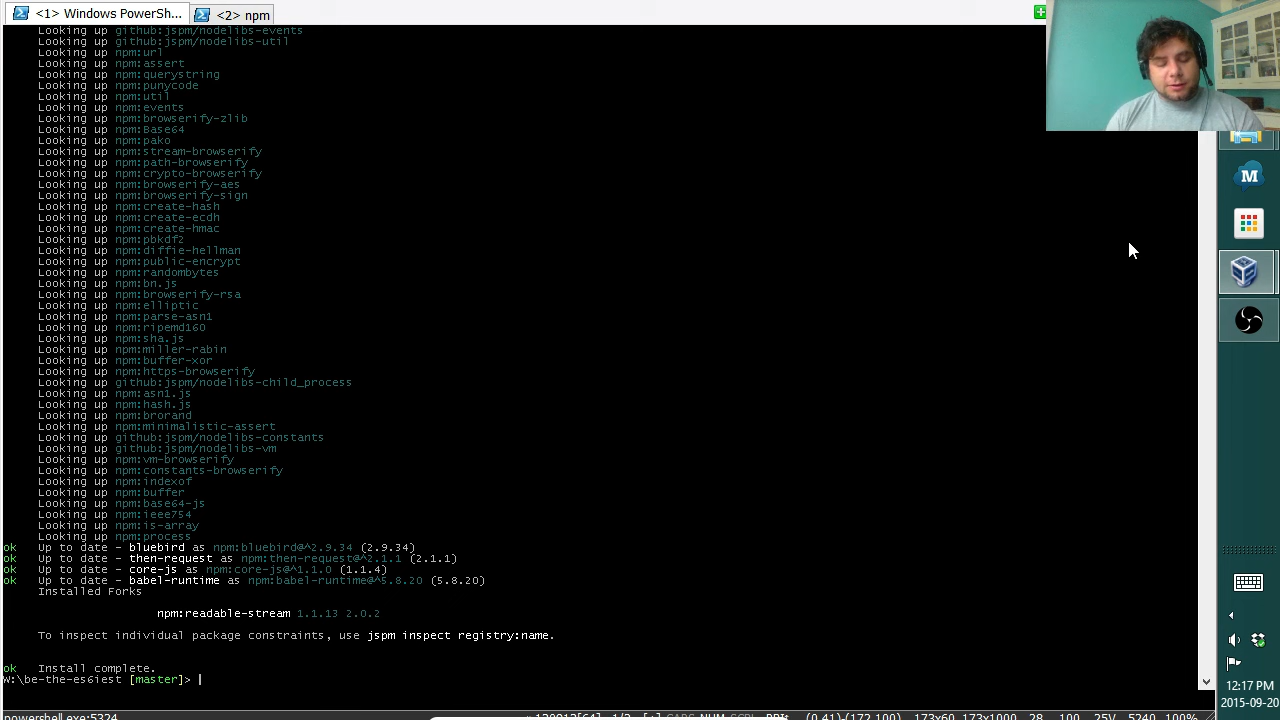 <1> Windows PowerSh...
<2> npm
Looking up github:jspm/nodelibs-events
Looking up github:jspm/nodelibs-util
Looking up npm:url
Looking up npm:assert
Looking up npm:querystring
Looking up npm:punycode
Looking up npm:util
Looking up npm:events
Looking up npm:browserify-zlib
Looking up npm:Base64
Looking up npm:pako
Looking up npm:stream-browserify
Looking up npm:path-browserify
Looking up npm:crypto-browserify
Looking up npm:browserify-aes
Looking up npm:browserify-sign
Looking up npm:create-hash
Looking up npm:create-ecdh
Looking up npm:create-hmac
Looking up npm:pbkdf2
Looking up npm:diffie-hellman
Looking up npm:public-encrypt
Looking up npm:randombytes
Looking up npm:bn.js
Looking up npm:browserify-rsa
Looking up npm:elliptic
Looking up npm:parse-asn1
Looking up npm:ripemd160
Looking up npm:sha.js
Looking up npm:miller-rabin
Looking up npm:buffer-xor
Looking up npm:https-browserify
Looking up github:jspm/nodelibs-child_process
Looking up npm:asn1.js
Looking up npm:hash.js
Looking up npm:brorand
Looking up npm:minimalistic-assert
Looking up github:jspm/nodelibs-constants
Looking up github:jspm/nodelibs-vm
Looking up npm:vm-browserify
Looking up npm:constants-browserify
Looking up npm:indexof
Looking up npm:buffer
Looking up npm:base64-js
Looking up npm:ieee754
Looking up npm:is-array
Looking up npm:process
ok Up to date - bluebird as npm:bluebird@^2.9.34 (2.9.34)
ok Up to date - then-request as npm:then-request@^2.1.1 (2.1.1)
ok Up to date - core-js as npm:core-js@^1.1.0 (1.1.4)
ok Up to date - babel-runtime as npm:babel-runtime@^5.8.20 (5.8.20)
Installed Forks
npm:readable-stream 1.1.13 2.0.2
To inspect individual package constraints, use jspm inspect registry:name.
ok Install complete.
W:\be-the-es6iest [master]>
M
12:17 PM
2015-09-20
powershell.exe:5324
(0,41)-(172,100) 173x60 173x1000 28 100 25V 5240 100%